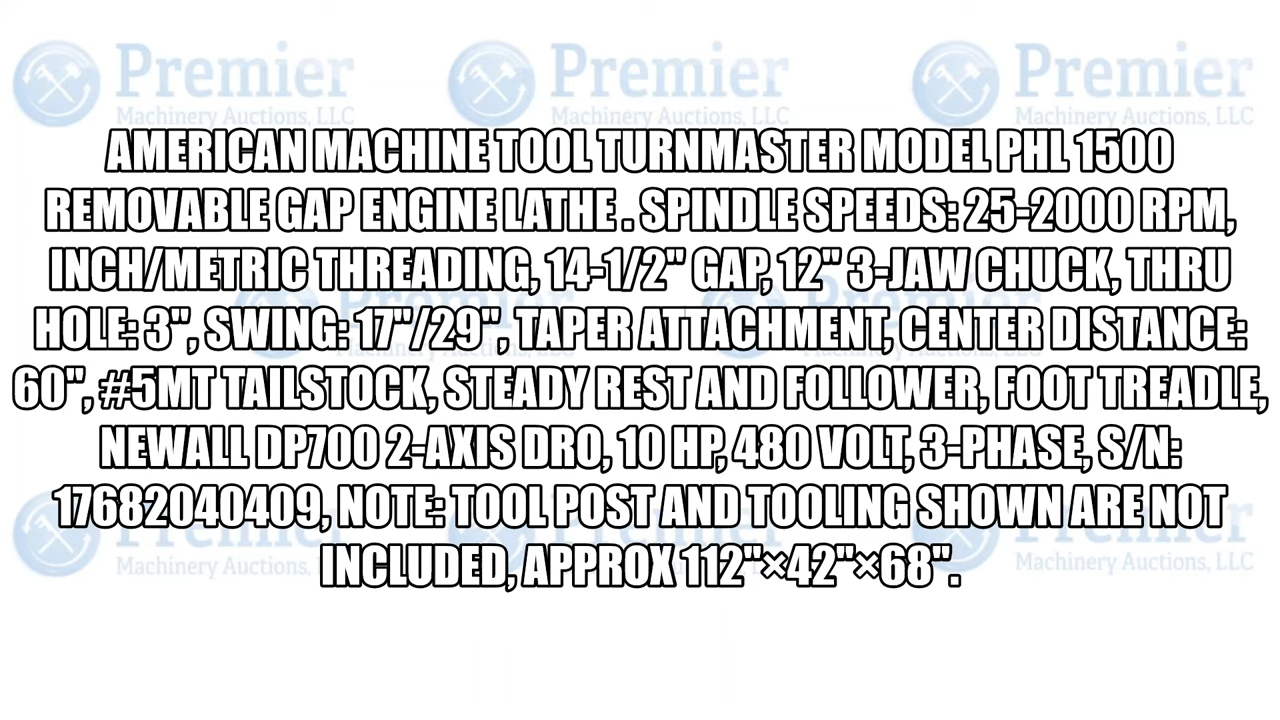 Premier Premier Premier
Machinery Auctions, LLC Machinery Auctions, LLC Machinery Auctions, LLC
AMERICAN MACHINE TOOL TURNMASTER MODEL PHL 1500
REMOVABLE GAP ENGINE LATHE . SPINDLE SPEEDS: 25-2000 RPM,
INCH/METRIC THREADING, 14-1/2" GAP, 12" 3-JAW CHUCK, THRU
HOLE: 3", SWING: 17"/29" , TAPER ATTACHMENT, CENTER DISTANCE:
60", #5MT TAILSTOCK, STEADY REST AND FOLLOWER, FOOT TREADLE,
NEWALL DP700 2-AXIS DRO, 10 HP, 480 VOLT, 3-PHASE, S/N:
17682040409, NOTE: TOOL POST AND TOOLING SHOWN ARE NOT
INCLUDED, APPROX 112"×42"×68".
Machinery Auctions, LLC Machinery Auctions, LLC Machinery Auctions, LLC